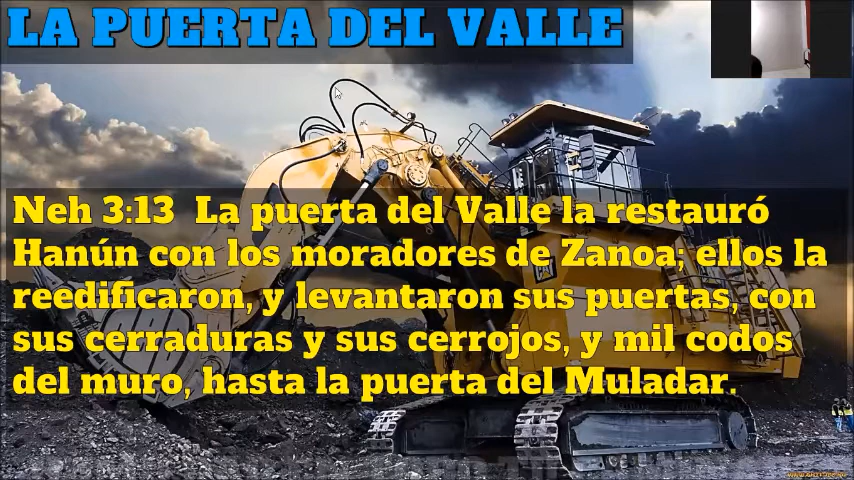 LA PUERTA DEL VALLE
Neh 3:13 La puerta del Valle la restauró
Hanún con los moradores de Zanoa; ellos la
reedificaron, y levantaron sus puertas, con
sus cerraduras y sus cerrojos, y mil codos
del muro, hasta la puerta del Muladar.
CAT